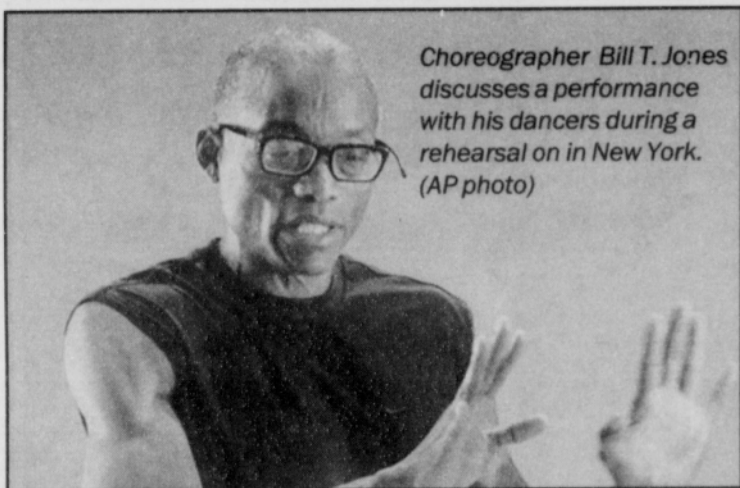 Choreographer Bill T. Jones
discusses a performance
with his dancers during a
rehearsal on in New York.
(AP photo)